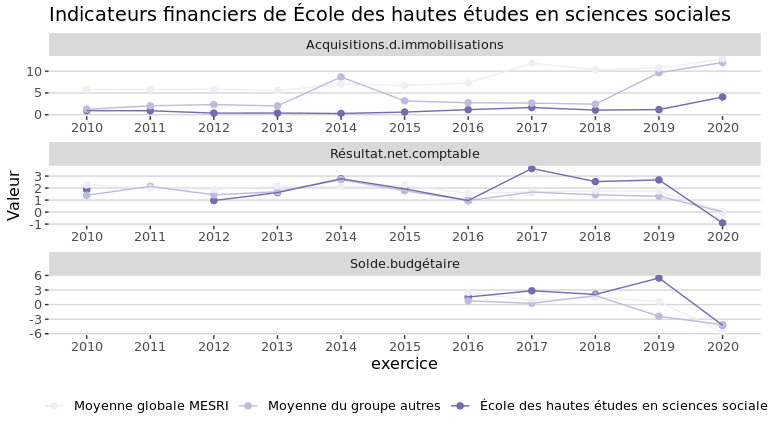 Indicateurs financiers de École des hautes études en sciences sociales
Acquisitions.d.immobilisations
10
5
0
2010 2011 2012 2013 2014 2015 2016 2017 2018 2019 2020
Résultat.net.comptable
3
2
1
0
-1
2010 2011 2012 2013 2014 2015 2016 2017 2018 2019 2020
Solde.budgétaire
6
3
0
-3
-6
2010 2011 2012 2013 2014 2015 2016 2017 2018 2019 2020
Valeur
exercice
Moyenne globale MESRI Moyenne du groupe autres École des hautes études en sciences sociales